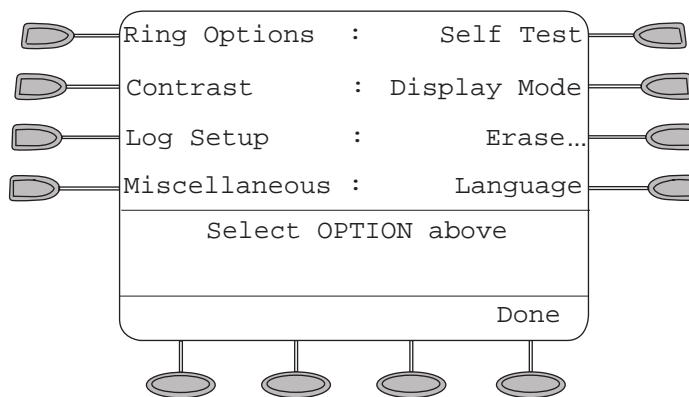 Ring Options : Self Test
Contrast : Display Mode
Log Setup : Erase...
Miscellaneous : Language
Select OPTION above
Done